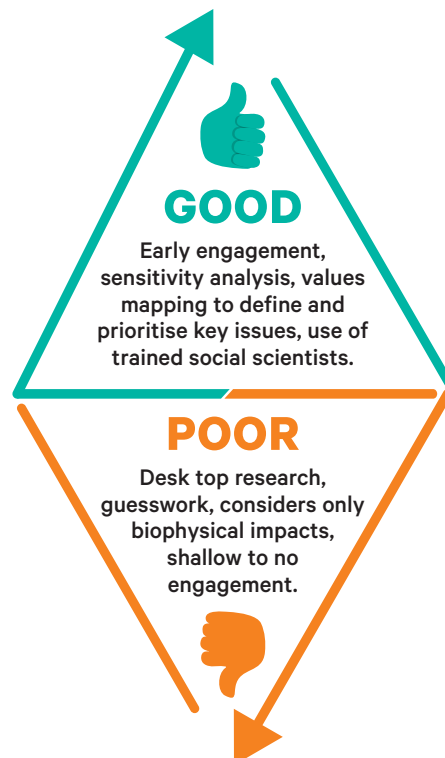 GOOD
Early engagement,
sensitivity analysis, values
mapping to define and
prioritise key issues, use of
trained social scientists.
POOR
Desk top research,
guesswork, considers only
biophysical impacts,
shallow to no
engagement.